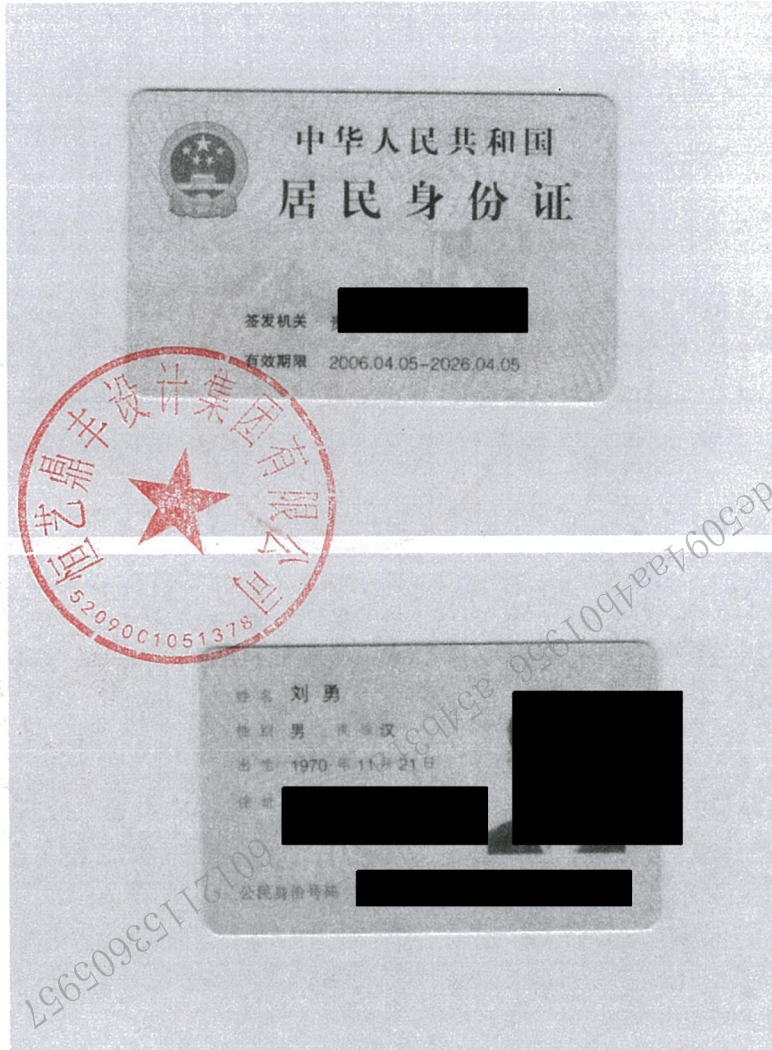 中华人民共和国
居民身份证
签发机关
有效期限 2006.04.05-2026.04.05
恒艺鼎丰设计集团有限公司
5209001051378
姓名 刘勇
性别 男 民族 汉
出生 1970 年 11 月 21 日
住址
公民身份号码